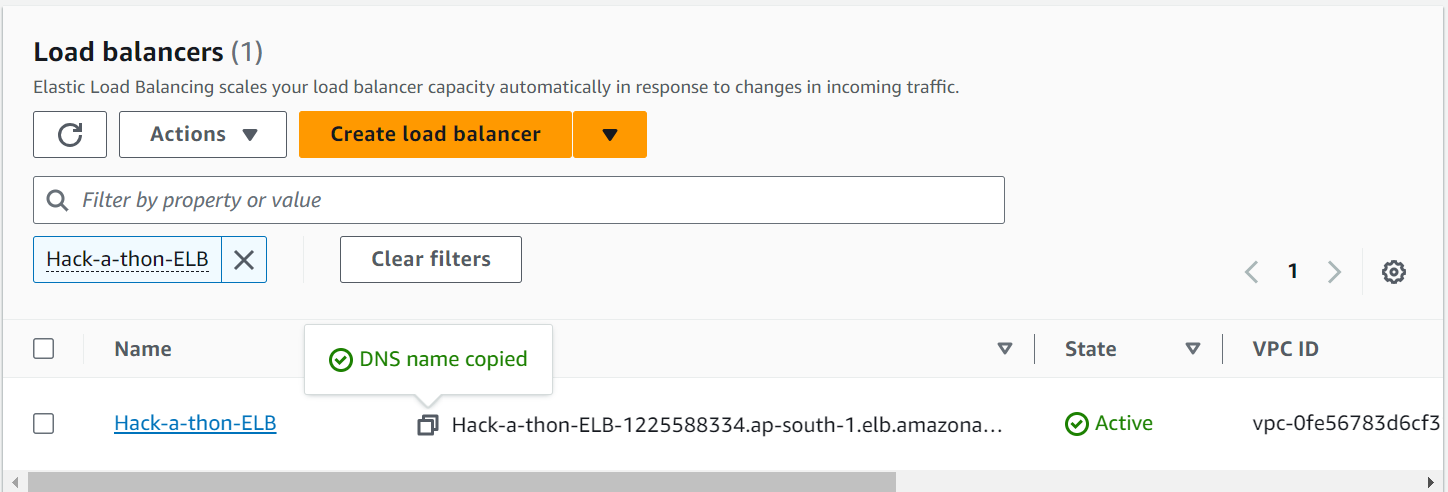 Load balancers (1)
Elastic Load Balancing scales your load balancer capacity automatically in response to changes in incoming traffic.
Actions Create load balancer
Filter by property or value
Hack-a-thon-ELB Clear filters
1
DNS name copied
Name State VPC ID
Hack-a-thon-ELB Hack-a-thon-ELB-1225588334.ap-south-1.elb.amazona... Active vpc-0fe56783d6cf3